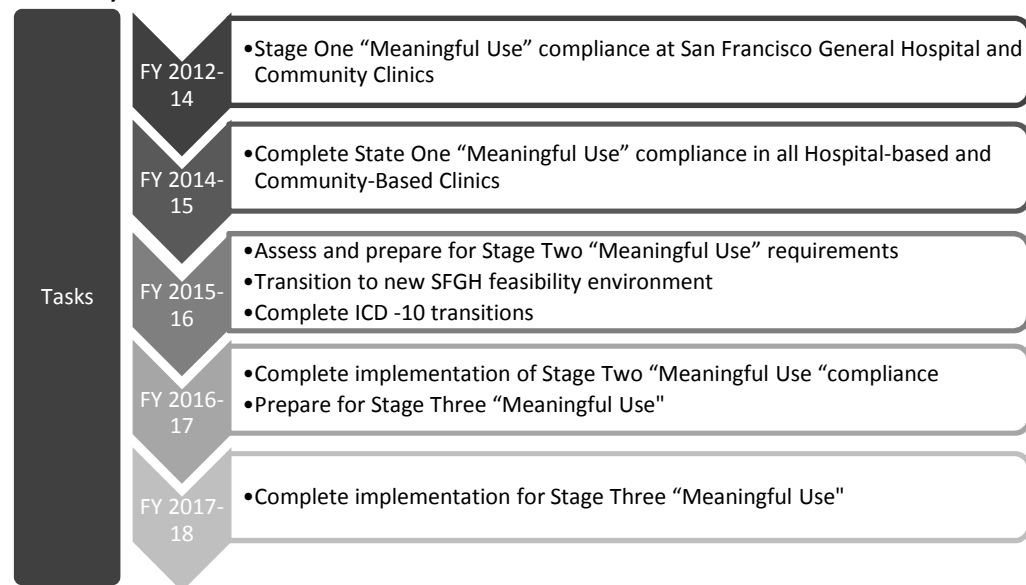 Tasks
FY 2012-
14
•Stage One “Meaningful Use” compliance at San Francisco General Hospital and
Community Clinics
FY 2014-
15
•Complete State One “Meaningful Use” compliance in all Hospital-based and
Community-Based Clinics
FY 2015-
16
•Assess and prepare for Stage Two “Meaningful Use” requirements
•Transition to new SFGH feasibility environment
•Complete ICD -10 transitions
FY 2016-
17
•Complete implementation of Stage Two “Meaningful Use “compliance
•Prepare for Stage Three “Meaningful Use"
FY 2017-
18
•Complete implementation for Stage Three “Meaningful Use"